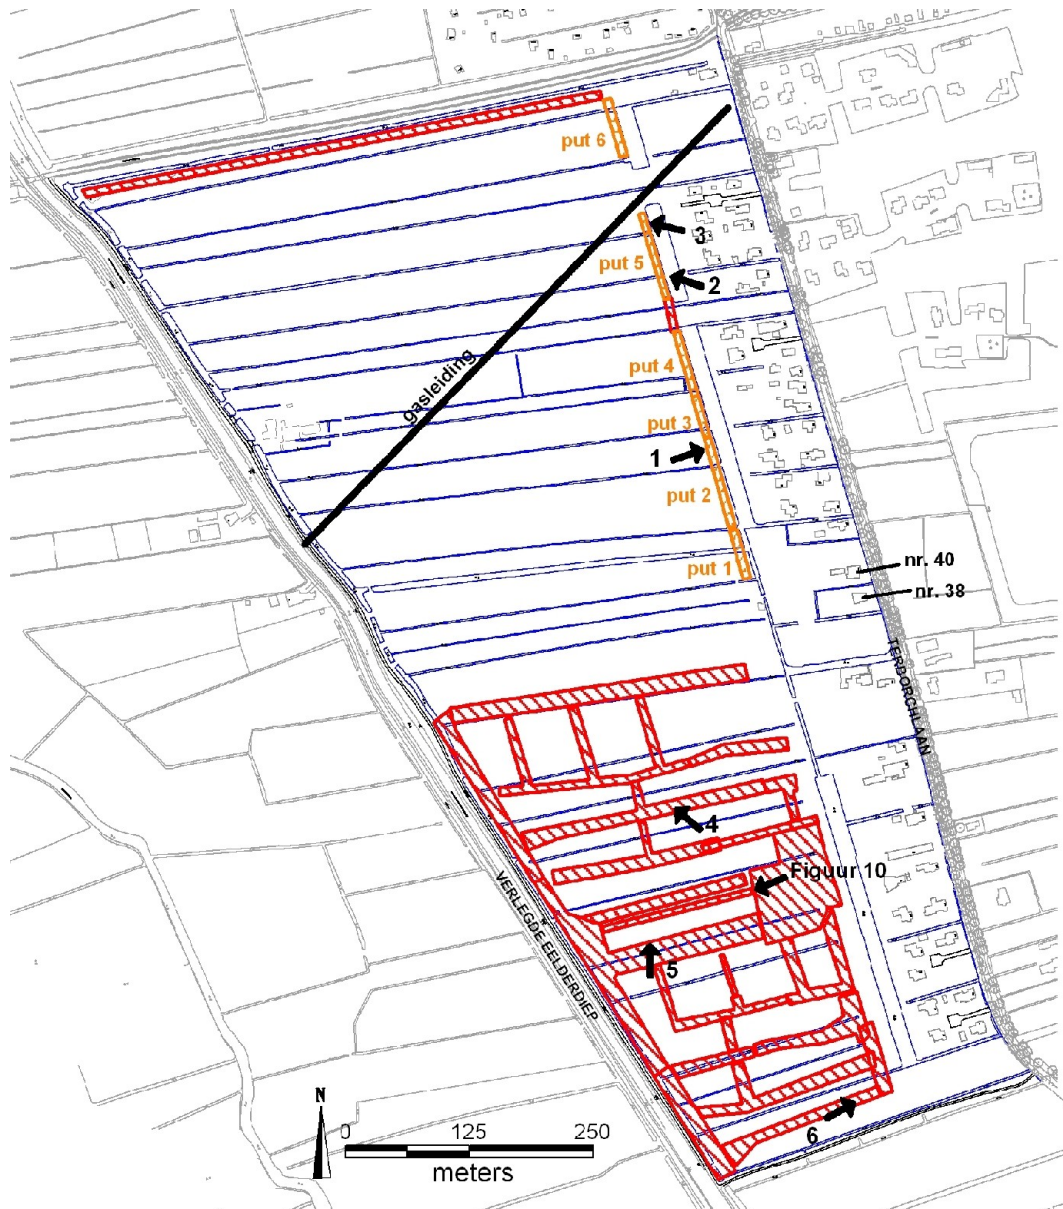 put 6
3
put 5
2
put 4
gasleiding
put 3
1
put 2
put 1
nr. 40
nr. 38
TERBORCHLAAN
4
Figuur 10
VERLEGDE EELDERDIEP
5
N
0 125 250
meters
6